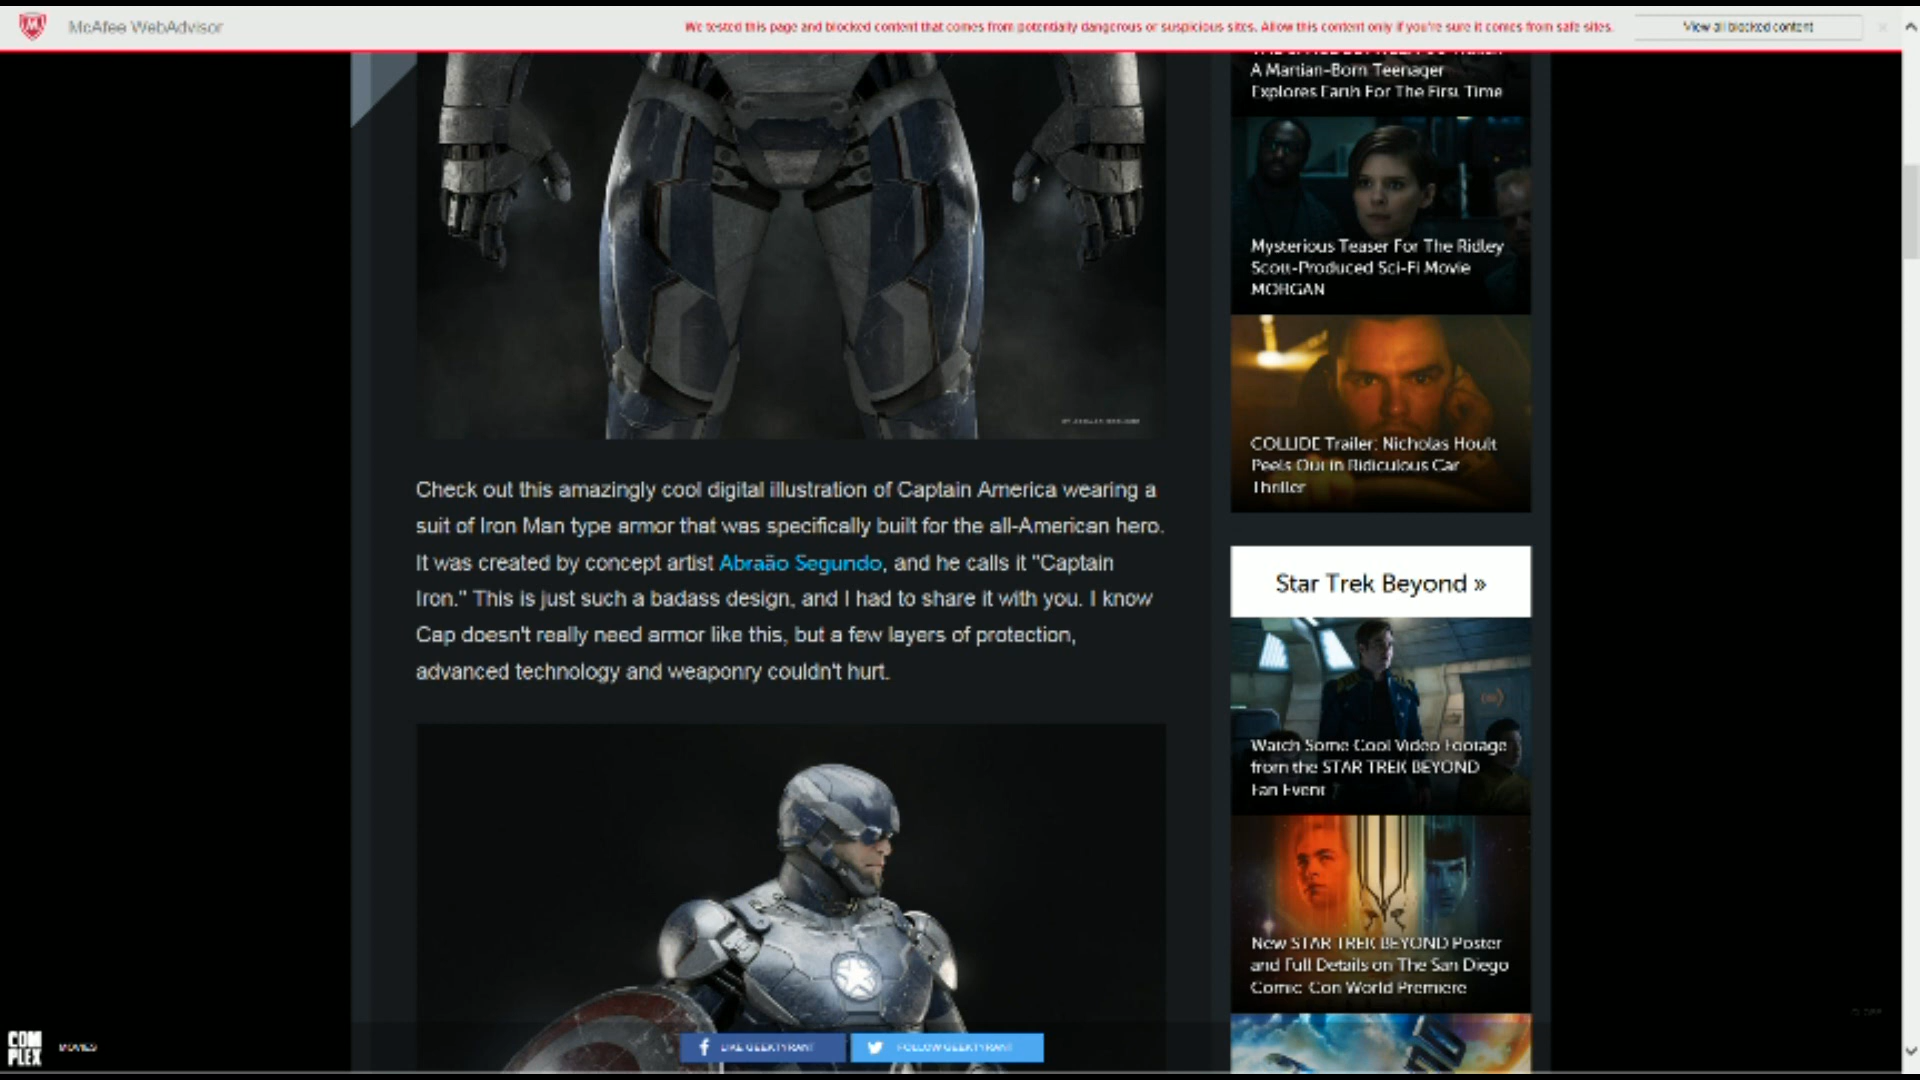 McAfee WebAdvisor
We tested this page and blocked content that comes from potentially dangerous or suspicious sites. Allow this content only if you're sure it comes from safe sites.
View all blocked content
A Martian-Born Teenager
Explores Earth For The First Time
Mysterious Teaser For The Ridley
Scott-Produced Sci-Fi Movie
MORGAN
COLLIDE Trailer: Nicholas Hoult
Peels Out in Ridiculous Car
Thriller
Check out this amazingly cool digital illustration of Captain America wearing a
suit of Iron Man type armor that was specifically built for the all-American hero.
It was created by concept artist Abraão Segundo, and he calls it "Captain
Iron." This is just such a badass design, and I had to share it with you. I know
Cap doesn't really need armor like this, but a few layers of protection,
advanced technology and weaponry couldn't hurt.
Star Trek Beyond »
Watch Some Cool Video Footage
from the STAR TREK BEYOND
Fan Event
New STAR TREK BEYOND Poster
and Full Details on The San Diego
Comic-Con World Premiere
COM
PLEX
MOVIES
LIKE GEEKTYRANT
FOLLOW GEEKTYRANT